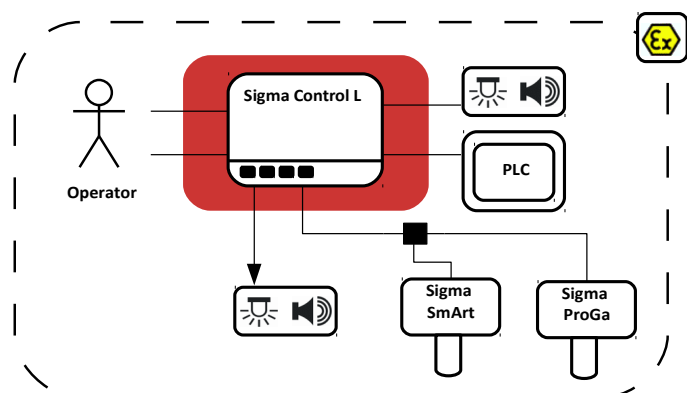 Ex
Sigma Control L
PLC
Operator
Sigma
SmArt
Sigma
ProGa